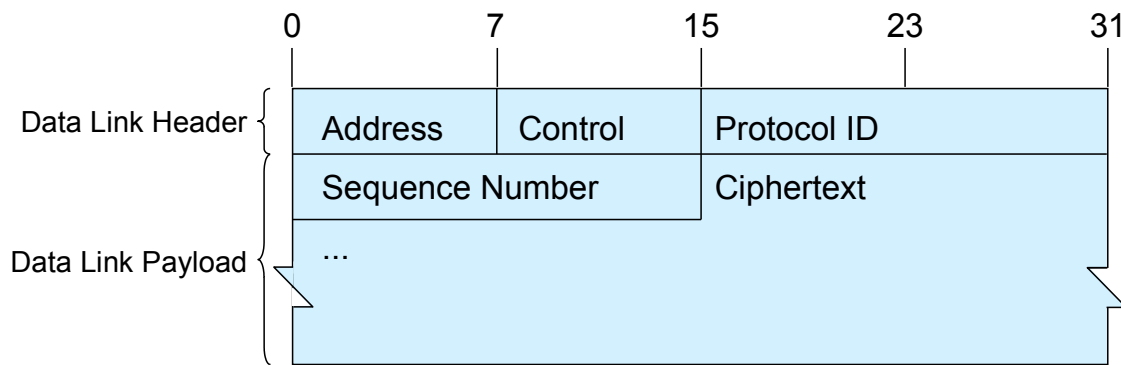 0 7 15 23 31
Data Link Header Address Control Protocol ID
Sequence Number Ciphertext
...
Data Link Payload